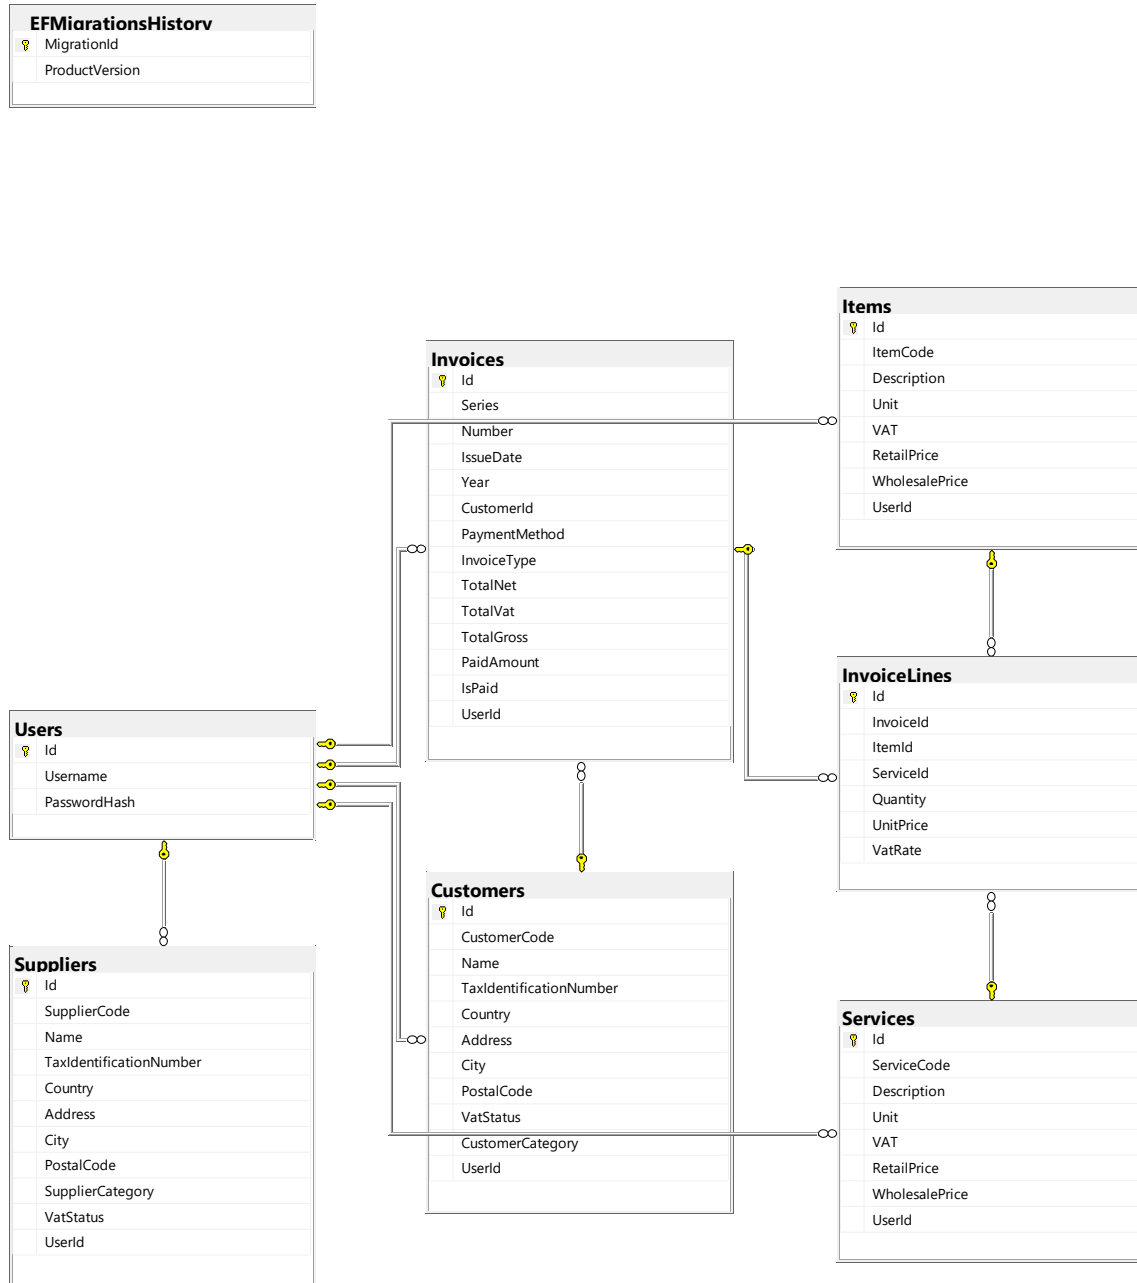 EFMigrationsHistory
MigrationId
ProductVersion
Items
Id
ItemCode
Description
Unit
VAT
RetailPrice
WholesalePrice
UserId
Invoices
Id
Series
Number
IssueDate
Year
CustomerId
PaymentMethod
InvoiceType
TotalNet
TotalVat
TotalGross
PaidAmount
IsPaid
UserId
InvoiceLines
Id
InvoiceId
ItemId
ServiceId
Quantity
UnitPrice
VatRate
Users
Id
Username
PasswordHash
Customers
Id
CustomerCode
Name
TaxIdentificationNumber
Country
Address
City
PostalCode
VatStatus
CustomerCategory
UserId
Suppliers
Id
SupplierCode
Name
TaxIdentificationNumber
Country
Address
City
PostalCode
SupplierCategory
VatStatus
UserId
Services
Id
ServiceCode
Description
Unit
VAT
RetailPrice
WholesalePrice
UserId